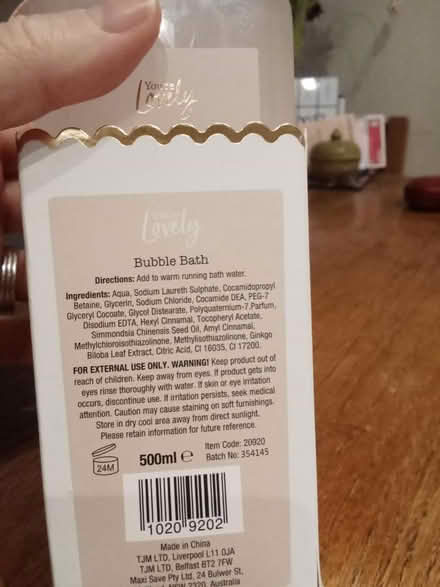 You're
Lovely
You're
Lovely
Bubble Bath
Directions: Add to warm running bath water.
Ingredients: Aqua, Sodium Laureth Sulphate, Cocamidopropyl
Betaine, Glycerin, Sodium Chloride, Cocamide DEA, PEG-7
Glyceryl Cocoate, Glycol Distearate, Polyquaternium-7.Parfum,
Disodium EDTA, Hexyl Cinnamal, Tocopheryl Acetate,
Simmondsia Chinensis Seed Oil, Amyl Cinnamal,
Methylchloroisothiazolinone, Methylisothiazolinone, Ginkgo
Biloba Leaf Extract, Citric Acid, CI 16035, CI 17200.
FOR EXTERNAL USE ONLY. WARNING! Keep product out of
reach of children. Keep away from eyes. If product gets into
eyes rinse thoroughly with water. If skin or eye irritation
occurs, discontinue use. If irritation persists, seek medical
attention. Caution may cause staining on soft furnishings.
Store in dry cool area away from direct sunlight.
Please retain information for future reference.
24M
500ml e
Item Code: 20920
Batch No: 354145
1020 9202
Made in China
TJM LTD, Liverpool L11 0JA
TJM LTD, Belfast BT2 7FW
Maxi Save Pty Ltd, 24 Bulwer St,
NSW 2320, Australia